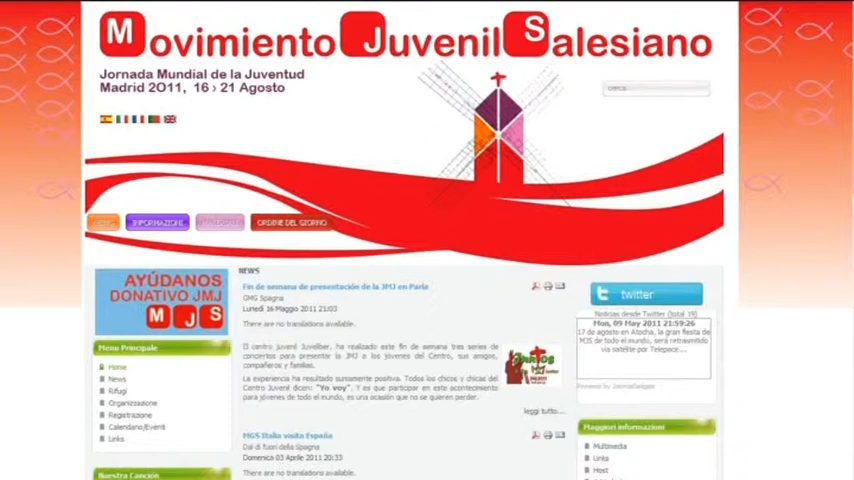 Movimiento Juvenil Salesiano
Jornada Mundial de la Juventud
Madrid 2011, 16 > 21 Agosto
cerca...
INFORMAZIONI
ORDINE DEL GIORNO
AYÚDANOS
DONATIVO JMJ
MJS
Menu Principale
Home
News
Rifugi
Organizzazione
Registrazione
Calendario/Eventi
Links
Nuestra Canción
NEWS
Fin de semana de presentación de la JMJ en Parla
GMG Spagna
Lunedì 16 Maggio 2011 21:03
There are no translations available.
El centro juvenil Juveliber, ha realizado este fin de semana tres series de
conciertos para presentar la JMJ a los jóvenes del Centro, sus amigos,
compañeros y familias.
La experiencia ha resultado sumamente positiva. Todos los chicos y chicas del
Centro Juvenil dicen: "Yo voy". Y es que participar en este acontecimiento
para jóvenes de todo el mundo, es una ocasión que no se quieren perder.
leggi tutto...
MGS Italia visita España
Dal di fuori della Spagna
Domenica 03 Aprile 2011 20:33
There are no translations available.
twitter
Noticias desde Twitter (total 19)
Mon, 09 May 2011 21:59:26
17 de agosto en Atocha, la gran fiesta de
MJS de todo el mundo, será retrasmitido
vía satélite por Telepace...
Maggiori informazioni
Multimedia
Links
Host